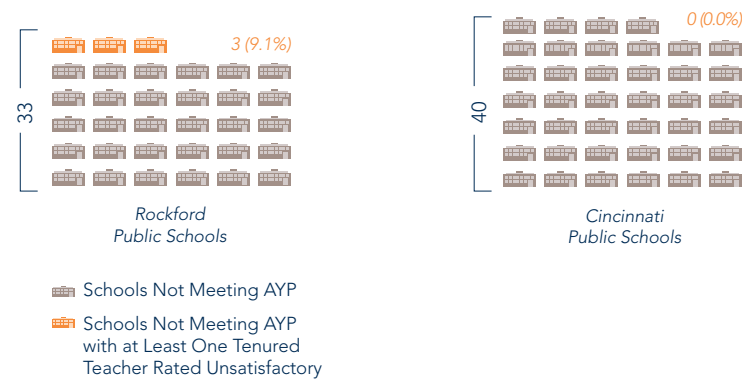 3 (9.1%)
33
Rockford
Public Schools
0 (0.0%)
40
Cincinnati
Public Schools
Schools Not Meeting AYP
Schools Not Meeting AYP
with at Least One Tenured
Teacher Rated Unsatisfactory